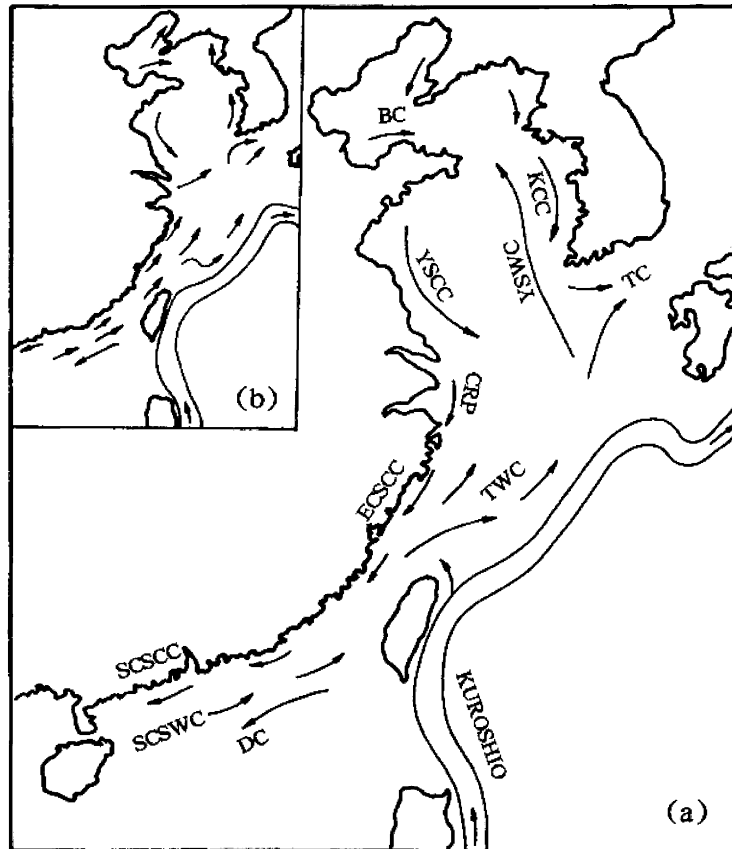 BC
KCC
YSCC
YSWC
TC
(b)
CRP
ECSCC
TWC
SCSCC
SCSWC
DC
KUROSHIO
(a)